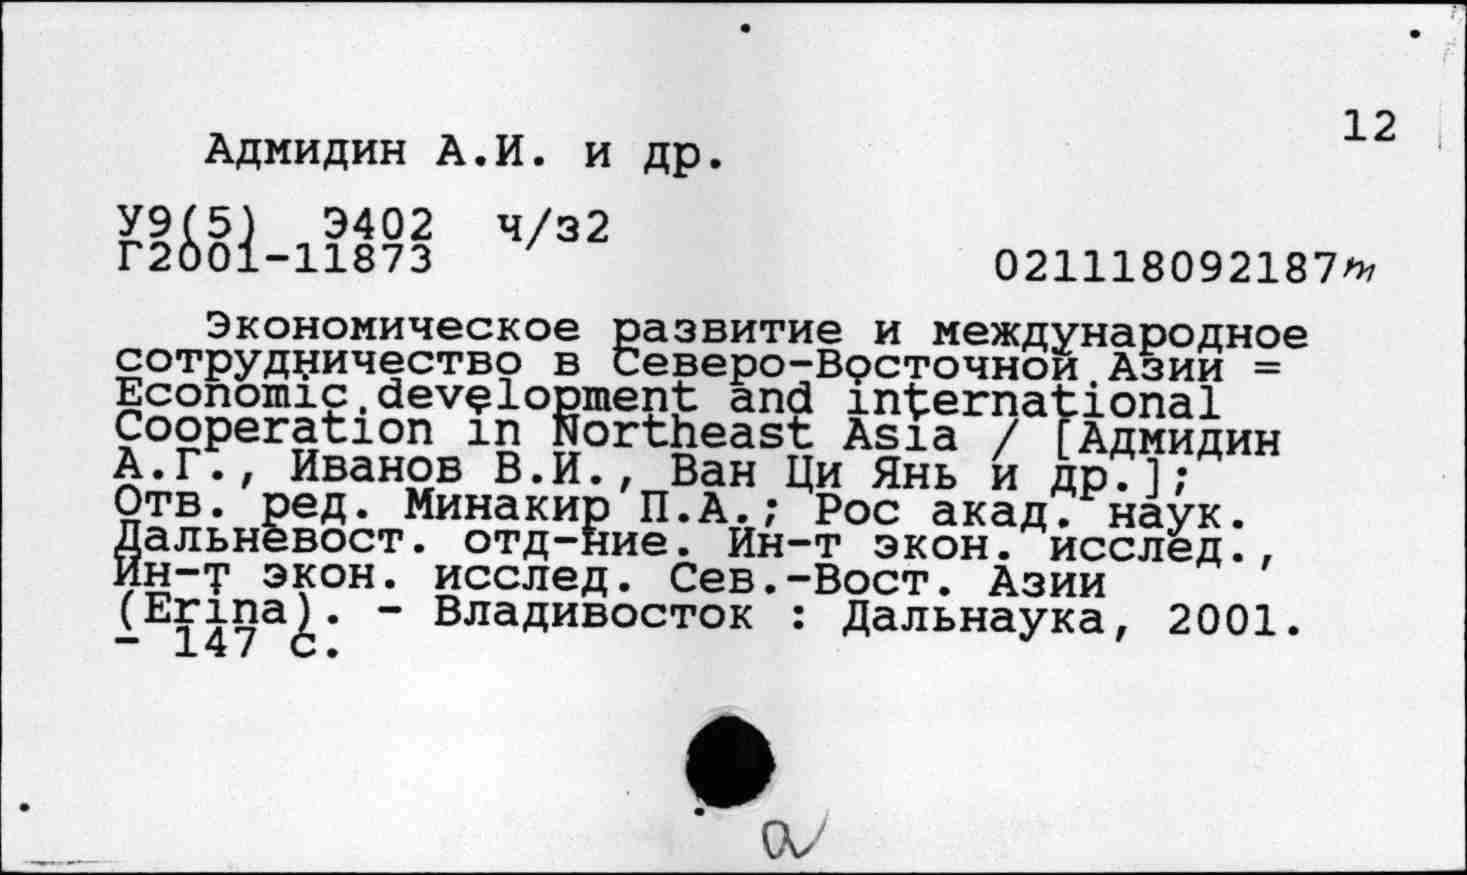 12
Адмидин А.И. и др.
У9(5) Э402 ч/з2
Г2001-11873
021118092187m
Экономическое развитие и международное
сотрудничество в Северо-Восточной Азии =
Economic development and international
Cooperation in Northeast Asia / [Адмидин
А.Г., Иванов В.И., Ван Ци Янь и др.];
Отв. ред. Минакир П.А.; Рос акад. наук.
Дальневост. отд-ние. Ин-т экон. исслед.,
Ин-т экон. исслед. Сев.-Вост. Азии
(Erina). - Владивосток : Дальнаука, 2001.
- 147 с.